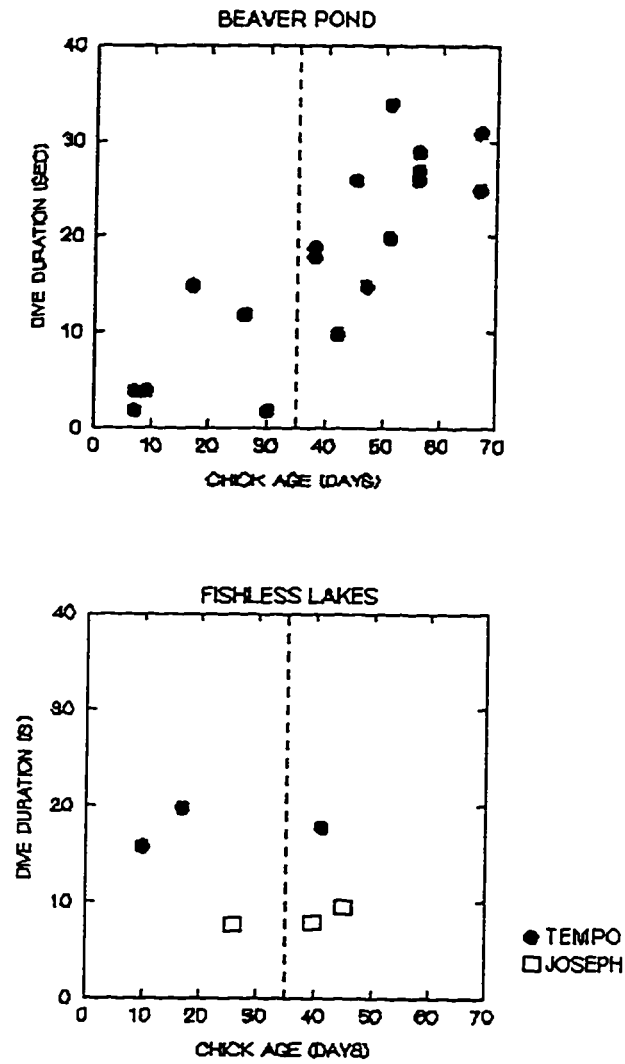 BEAVER POND
40
30
20
10
0
DIVE DURATION (SEC)
0 10 20 30 40 50 60 70
CHICK AGE (DAYS)
FISHLESS LAKES
40
30
20
10
0
DIVE DURATION (S)
0 10 20 30 40 50 60 70
CHICK AGE (DAYS)
TEMPO
JOSEPH